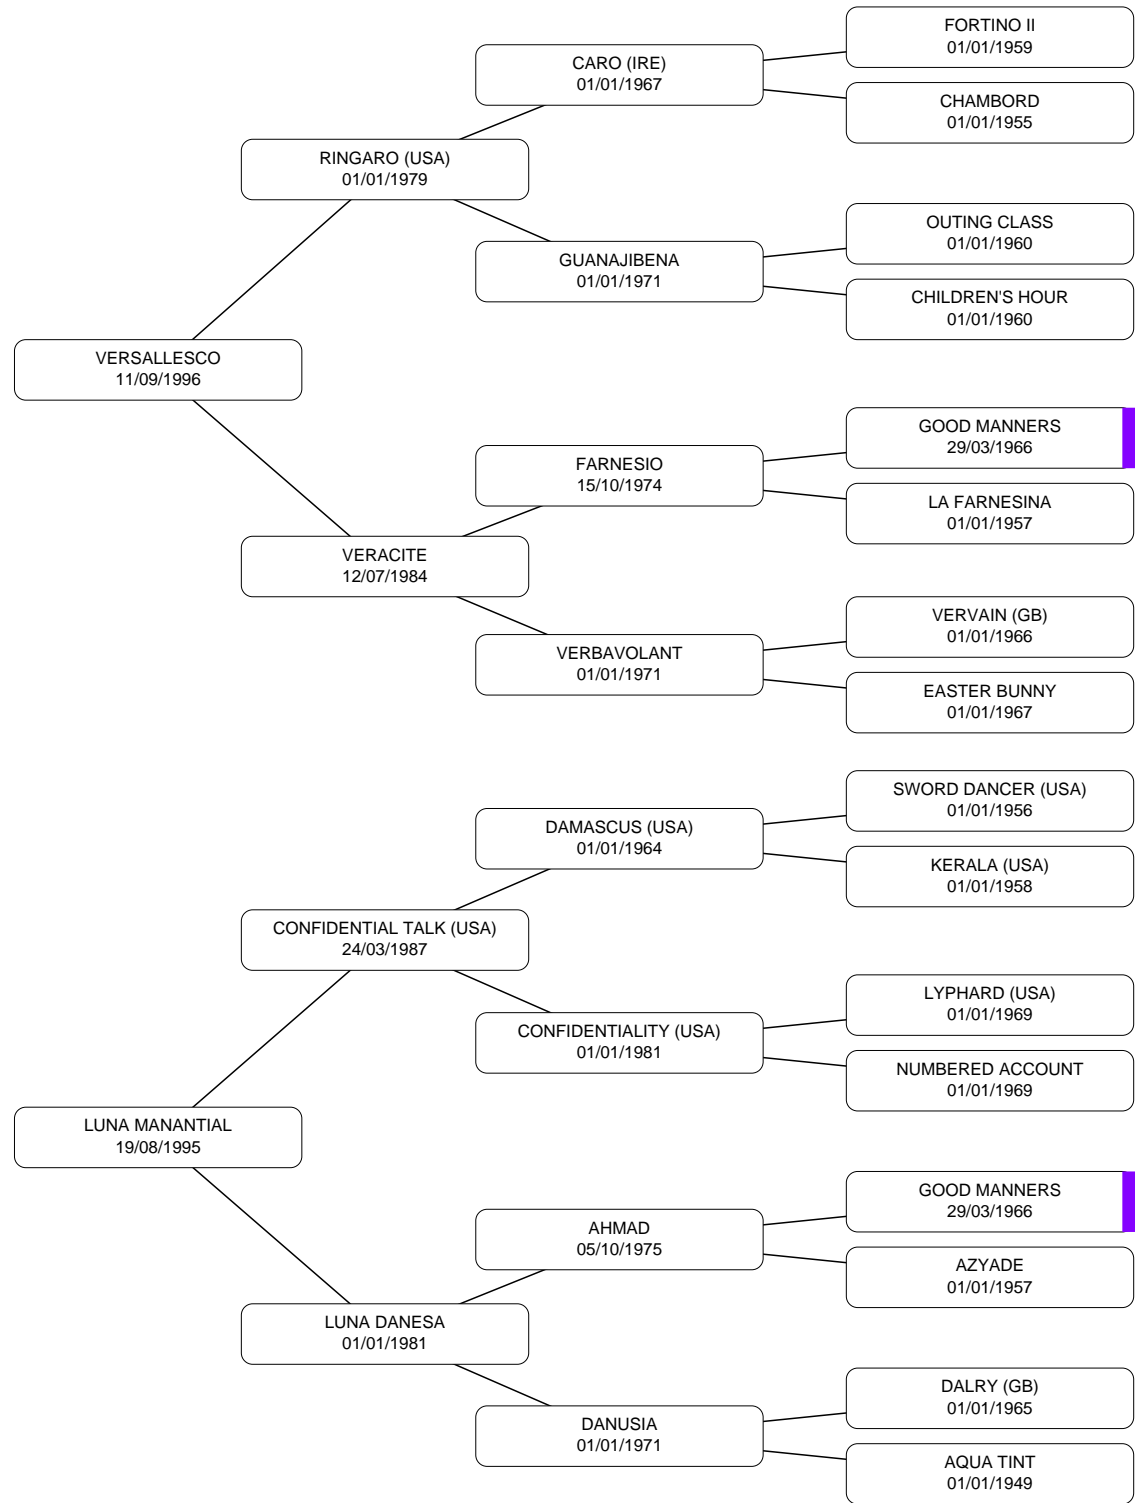 FORTINO II
01/01/1959
CARO (IRE)
01/01/1967
CHAMBORD
01/01/1955
RINGARO (USA)
01/01/1979
OUTING CLASS
01/01/1960
GUANAJIBENA
01/01/1971
CHILDREN'S HOUR
01/01/1960
VERSALLESCO
11/09/1996
GOOD MANNERS
29/03/1966
FARNESIO
15/10/1974
LA FARNESINA
01/01/1957
VERACITE
12/07/1984
VERVAIN (GB)
01/01/1966
VERBAVOLANT
01/01/1971
EASTER BUNNY
01/01/1967
SWORD DANCER (USA)
01/01/1956
DAMASCUS (USA)
01/01/1964
KERALA (USA)
01/01/1958
CONFIDENTIAL TALK (USA)
24/03/1987
LYPHARD (USA)
01/01/1969
CONFIDENTIALITY (USA)
01/01/1981
NUMBERED ACCOUNT
01/01/1969
LUNA MANANTIAL
19/08/1995
GOOD MANNERS
29/03/1966
AHMAD
05/10/1975
AZYADE
01/01/1957
LUNA DANESA
01/01/1981
DALRY (GB)
01/01/1965
DANUSIA
01/01/1971
AQUA TINT
01/01/1949